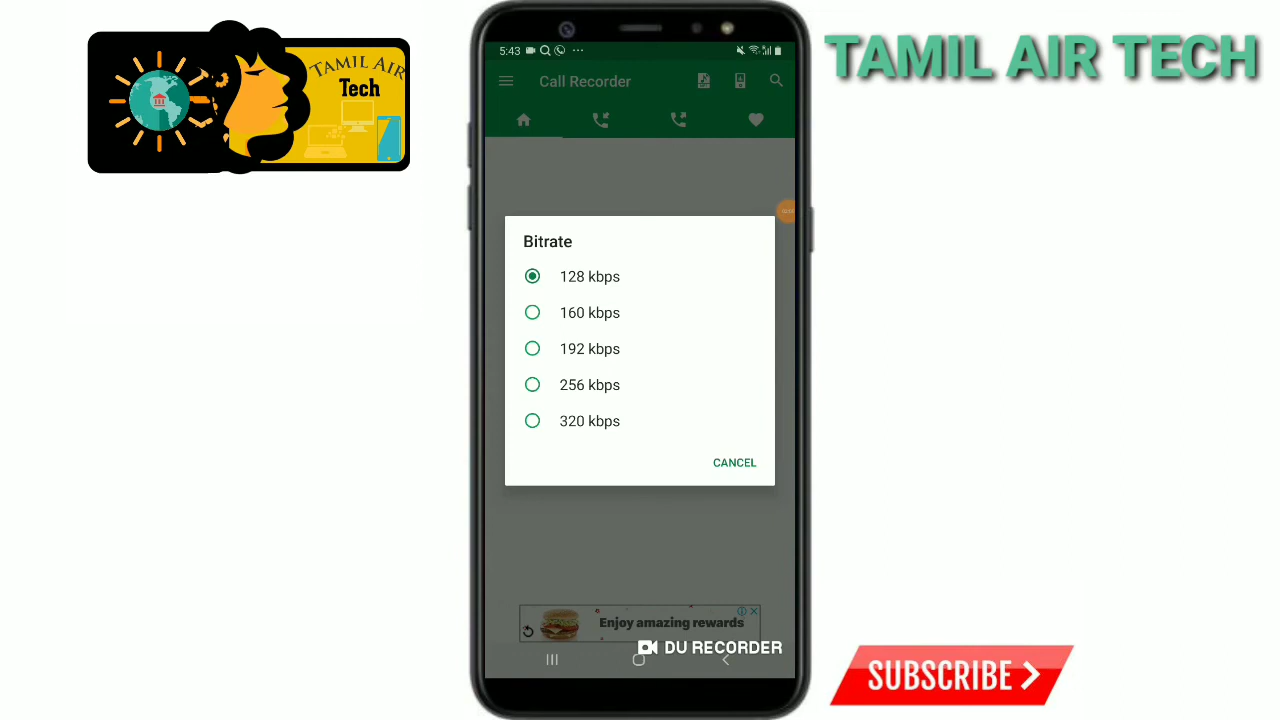 TAMIL AIR
Tech
TAMIL AIR TECH
5:43
Call Recorder
Bitrate
128 kbps
160 kbps
192 kbps
256 kbps
320 kbps
CANCEL
Enjoy amazing rewards
DU RECORDER
SUBSCRIBE